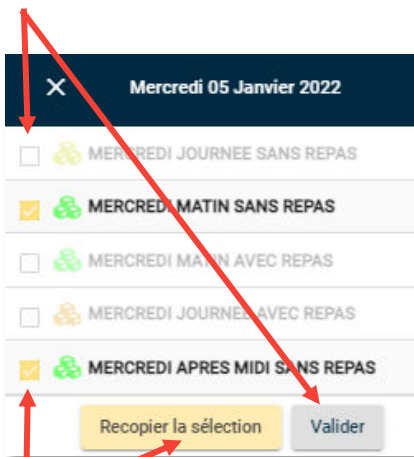 Mercredi 05 Janvier 2022
MERCREDI JOURNEE SANS REPAS
MERCREDI MATIN SANS REPAS
MERCREDI MATIN AVEC REPAS
MERCREDI JOURNEE AVEC REPAS
MERCREDI APRES MIDI SANS REPAS
Recopier la sélection Valider